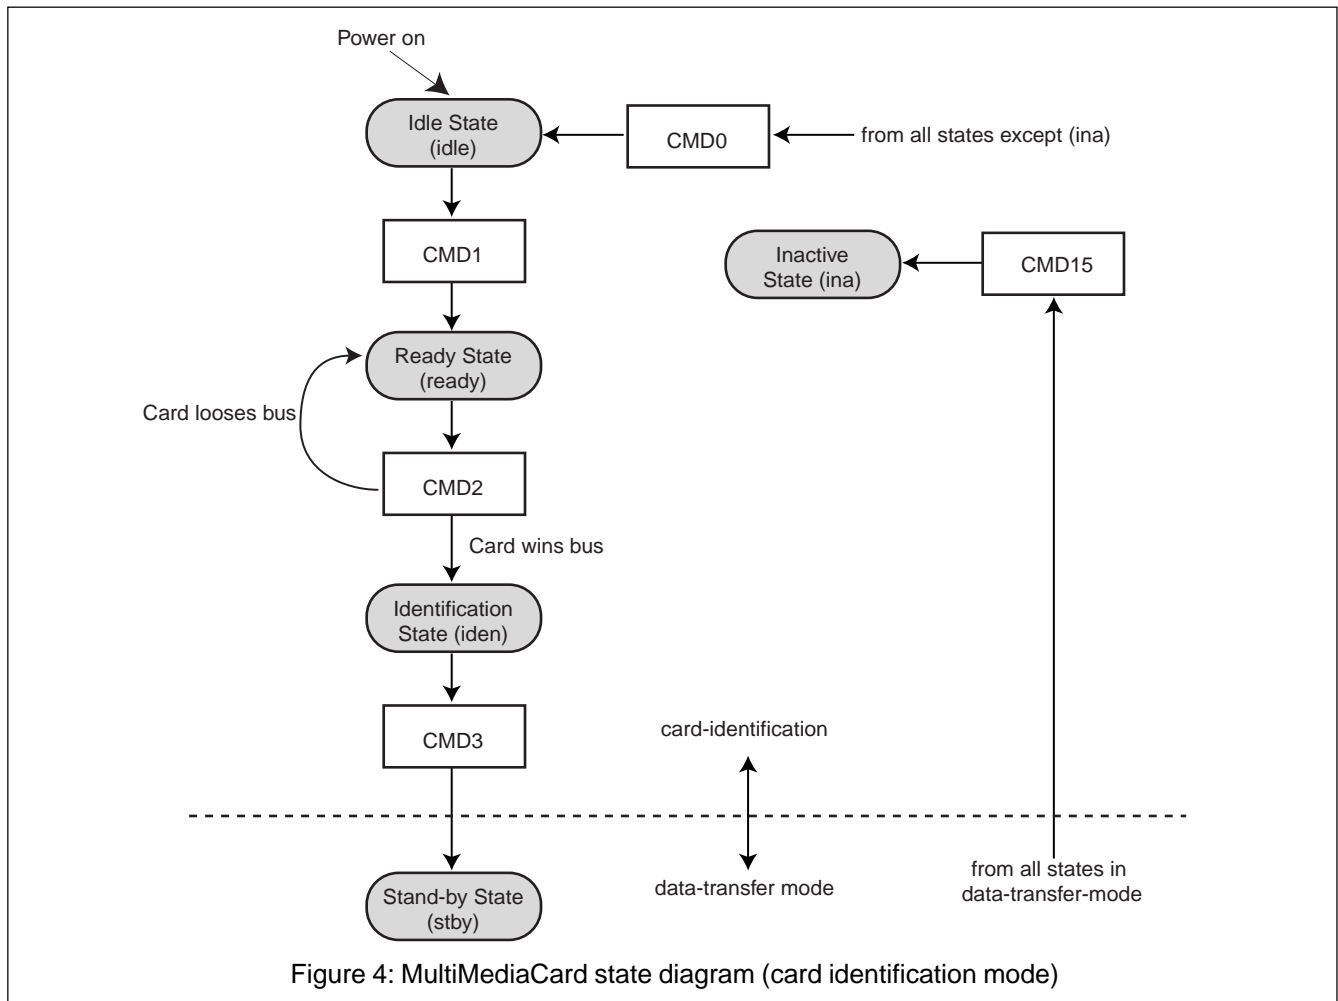 Power on
Idle State
(idle)
CMD0
from all states except (ina)
CMD1
Inactive
State (ina)
CMD15
Ready State
(ready)
Card looses bus
CMD2
Card wins bus
Identification
State (iden)
CMD3
card-identification
data-transfer mode
from all states in
data-transfer-mode
Stand-by State
(stby)
Figure 4: MultiMediaCard state diagram (card identification mode)